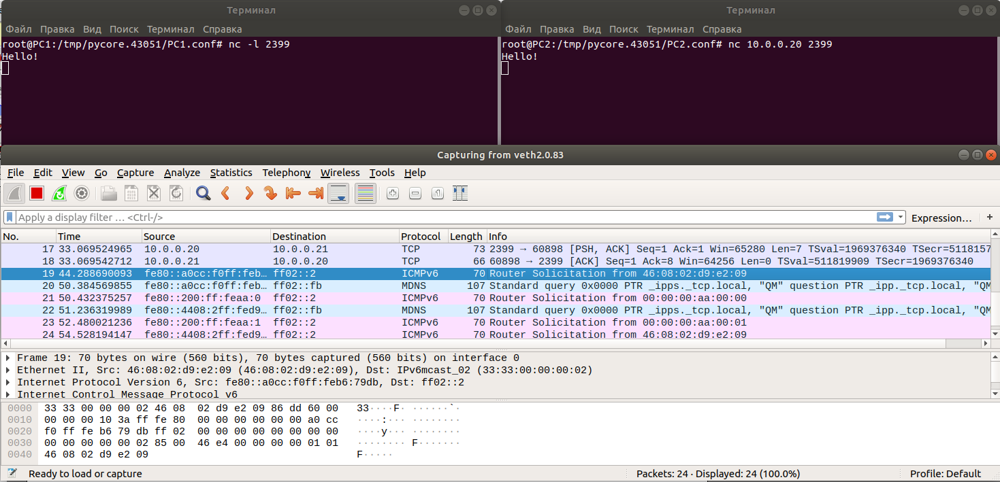 Терминал
Файл Правка Вид Поиск Терминал Справка
root@PC1:/tmp/pycore.43051/PC1.conf# nc -l 2399
Hello!
Терминал
Файл Правка Вид Поиск Терминал Справка
root@PC2:/tmp/pycore.43051/PC2.conf# nc 10.0.0.20 2399
Hello!
Capturing from veth2.0.83
File Edit View Go Capture Analyze Statistics Telephony Wireless Tools Help
Apply a display filter … <Ctrl-/> Expression… +
No. Time Source Destination Protocol Length Info
17 33.069524965 10.0.0.20 10.0.0.21 TCP 73 2399 → 60898 [PSH, ACK] Seq=1 Ack=1 Win=65280 Len=7 TSval=1969376340 TSecr=5118157
18 33.069542712 10.0.0.21 10.0.0.20 TCP 66 60898 → 2399 [ACK] Seq=1 Ack=8 Win=64256 Len=0 TSval=511819909 TSecr=1969376340
19 44.288690093 fe80::a0cc:f0ff:feb… ff02::2 ICMPv6 70 Router Solicitation from 46:08:02:d9:e2:09
20 50.384569855 fe80::a0cc:f0ff:feb… ff02::fb MDNS 107 Standard query 0x0000 PTR _ipps._tcp.local, "QM" question PTR _ipp._tcp.local, "QM
21 50.432375257 fe80::200:ff:feaa:0 ff02::2 ICMPv6 70 Router Solicitation from 00:00:00:aa:00:00
22 51.236319989 fe80::4408:2ff:fed9… ff02::fb MDNS 107 Standard query 0x0000 PTR _ipps._tcp.local, "QM" question PTR _ipp._tcp.local, "QM
23 52.480021236 fe80::200:ff:feaa:1 ff02::2 ICMPv6 70 Router Solicitation from 00:00:00:aa:00:01
24 54.528194147 fe80::4408:2ff:fed9… ff02::2 ICMPv6 70 Router Solicitation from 46:08:02:d9:e2:09
Frame 19: 70 bytes on wire (560 bits), 70 bytes captured (560 bits) on interface 0
Ethernet II, Src: 46:08:02:d9:e2:09 (46:08:02:d9:e2:09), Dst: IPv6mcast_02 (33:33:00:00:00:02)
Internet Protocol Version 6, Src: fe80::a0cc:f0ff:feb6:79db, Dst: ff02::2
Internet Control Message Protocol v6
0000 33 33 00 00 00 02 46 08 02 d9 e2 09 86 dd 60 00 33····F· ······`·
0010 00 00 00 10 3a ff fe 80 00 00 00 00 00 00 a0 cc ····:··· ········
0020 f0 ff fe b6 79 db ff 02 00 00 00 00 00 00 00 00 ····y··· ········
0030 00 00 00 00 00 02 85 00 46 e4 00 00 00 00 01 01 ········ F·······
0040 46 08 02 d9 e2 09 F·····
Ready to load or capture Packets: 24 · Displayed: 24 (100.0%) Profile: Default